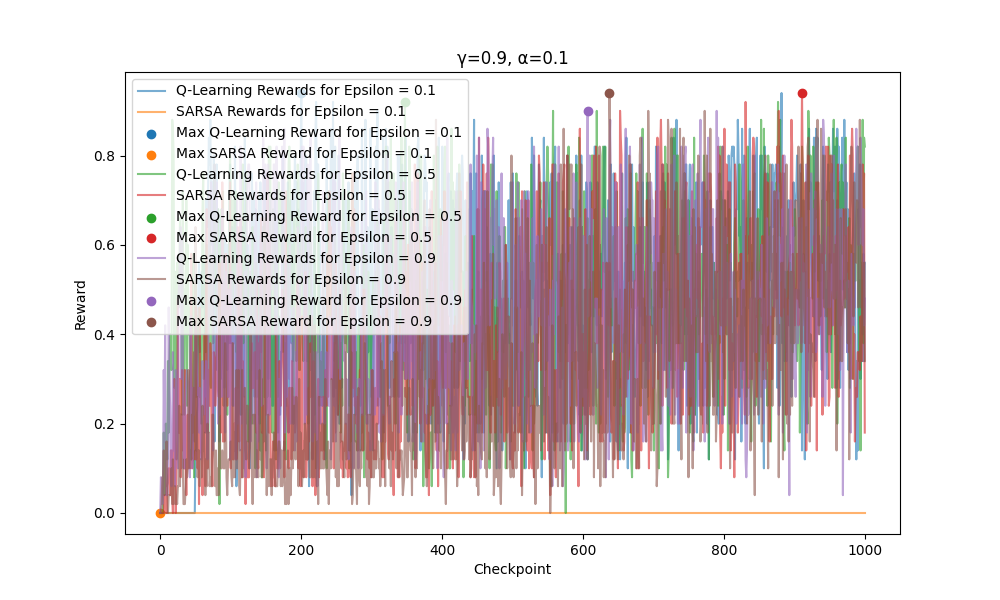 γ=0.9, α=0.1
Q-Learning Rewards for Epsilon = 0.1
SARSA Rewards for Epsilon = 0.1
Max Q-Learning Reward for Epsilon = 0.1
Max SARSA Reward for Epsilon = 0.1
Q-Learning Rewards for Epsilon = 0.5
SARSA Rewards for Epsilon = 0.5
Max Q-Learning Reward for Epsilon = 0.5
Max SARSA Reward for Epsilon = 0.5
Q-Learning Rewards for Epsilon = 0.9
SARSA Rewards for Epsilon = 0.9
Max Q-Learning Reward for Epsilon = 0.9
Max SARSA Reward for Epsilon = 0.9
Reward
0.8
0.6
0.4
0.2
0.0
0 200 400 600 800 1000
Checkpoint